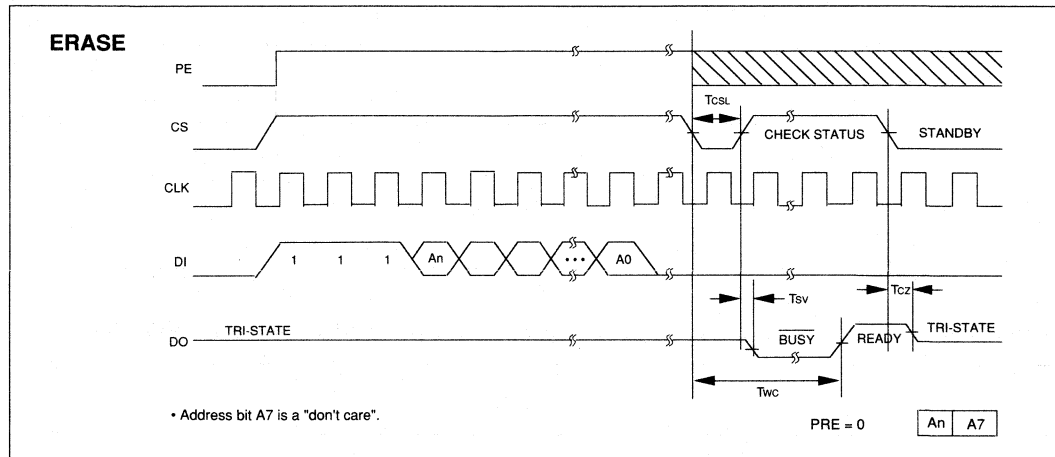 ERASE
PE
TCSL
CS
CHECK STATUS
STANDBY
CLK
DI
1 1 1 An ••• A0
TSV
TCZ
DO
TRI-STATE
BUSY
READY
TRI-STATE
TWC
• Address bit A7 is a "don't care".
PRE = 0
An A7